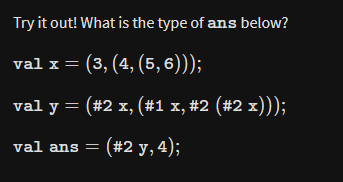 Try it out! What is the type of ans below?
val x = (3, (4, (5, 6)));
val y = (#2 x, (#1 x, #2 (#2 x)));
val ans = (#2 y, 4);